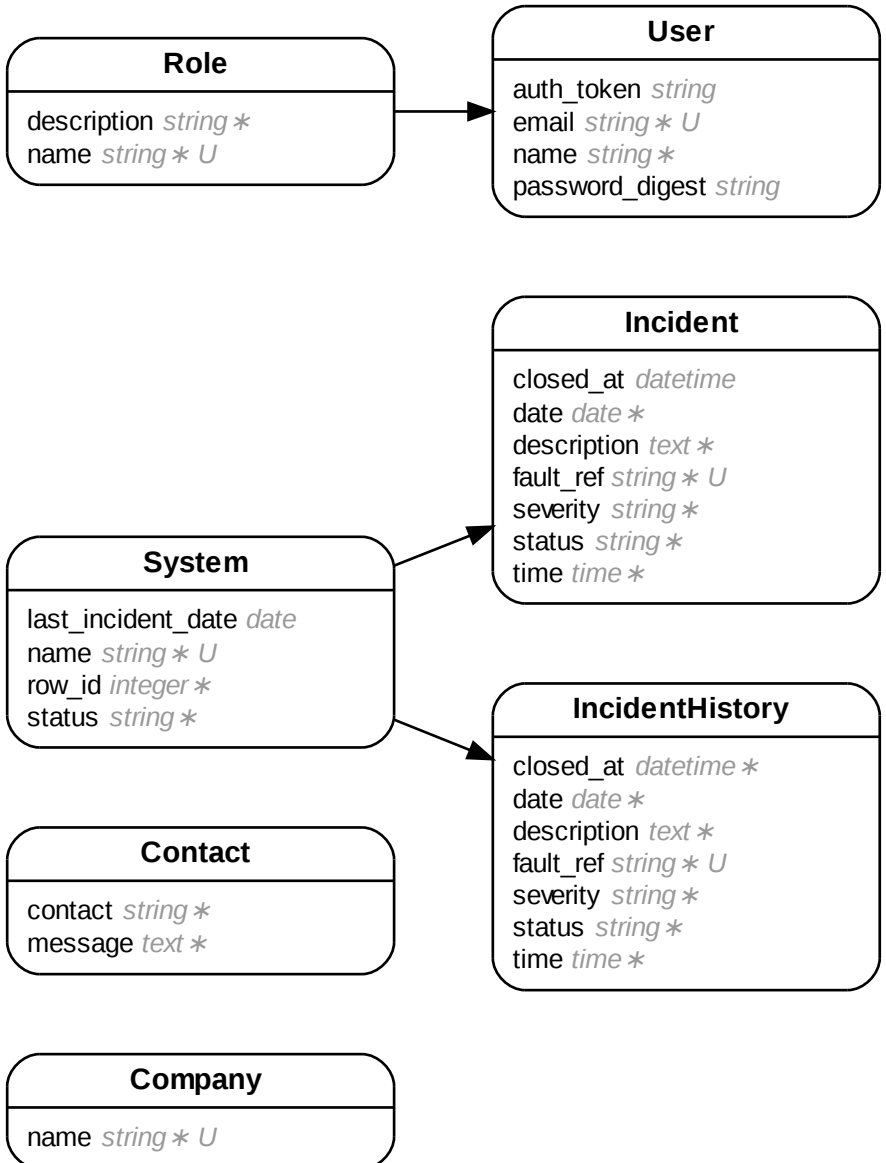 Role
description string ∗
name string ∗ U
User
auth_token string
email string ∗ U
name string ∗
password_digest string
Incident
closed_at datetime
date date ∗
description text ∗
fault_ref string ∗ U
severity string ∗
status string ∗
time time ∗
System
last_incident_date date
name string ∗ U
row_id integer ∗
status string ∗
IncidentHistory
closed_at datetime ∗
date date ∗
description text ∗
fault_ref string ∗ U
severity string ∗
status string ∗
time time ∗
Contact
contact string ∗
message text ∗
Company
name string ∗ U